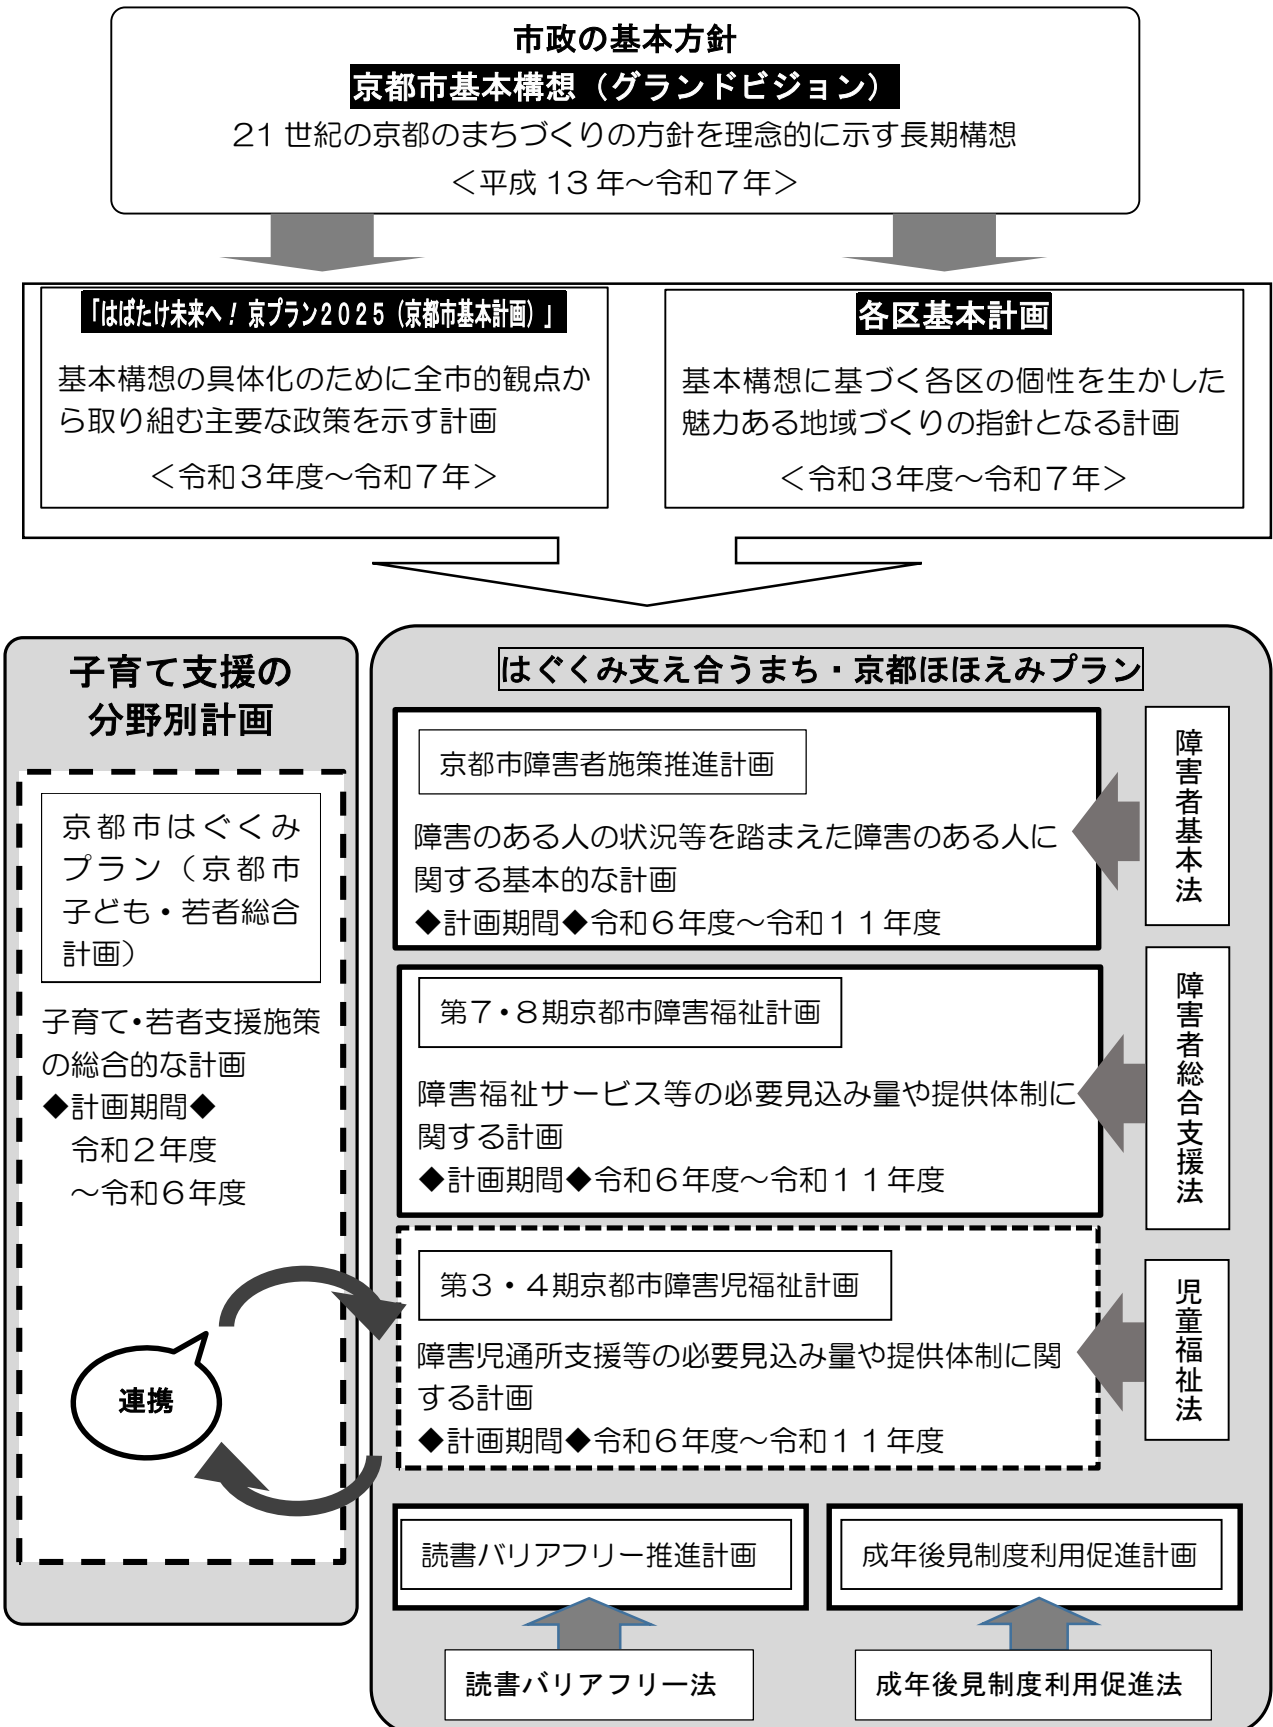 市政の基本方針
京都市基本構想（グランドビジョン）
21世紀の京都のまちづくりの方針を理念的に示す長期構想
＜平成13年～令和７年＞
「はばたけ未来へ！京プラン２０２５（京都市基本計画）」
基本構想の具体化のために全市的観点か
ら取り組む主要な政策を示す計画
＜令和３年度～令和７年＞
各区基本計画
基本構想に基づく各区の個性を生かした
魅力ある地域づくりの指針となる計画
＜令和３年度～令和７年＞
子育て支援の
分野別計画
京都市はぐくみ
プラン（京都市
子ども・若者総合
計画）
子育て・若者支援施策
の総合的な計画
◆計画期間◆
令和２年度
～令和６年度
連携
はぐくみ支え合うまち・京都ほほえみプラン
京都市障害者施策推進計画
障害のある人の状況等を踏まえた障害のある人に
関する基本的な計画
◆計画期間◆令和６年度～令和１１年度
障害者基本法
第７・８期京都市障害福祉計画
障害福祉サービス等の必要見込み量や提供体制に
関する計画
◆計画期間◆令和６年度～令和１１年度
障害者総合支援法
第３・４期京都市障害児福祉計画
障害児通所支援等の必要見込み量や提供体制に関
する計画
◆計画期間◆令和６年度～令和１１年度
児童福祉法
読書バリアフリー推進計画
成年後見制度利用促進計画
読書バリアフリー法
成年後見制度利用促進法